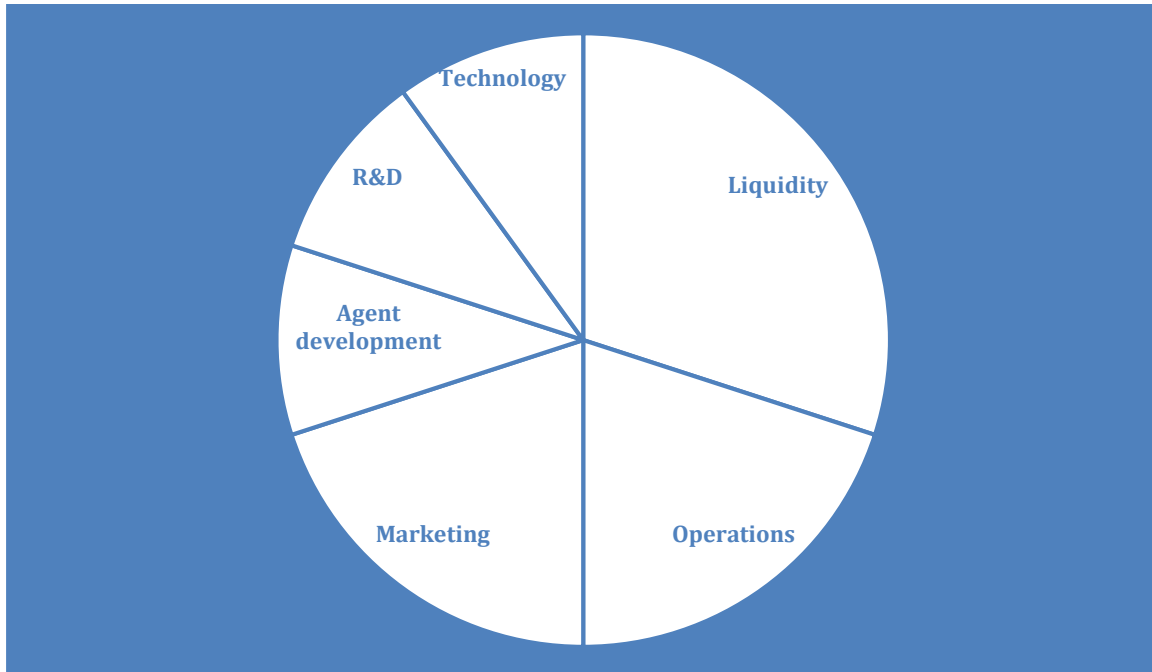 Technology
Liquidity
R&D
Agent
development
Marketing
Operations